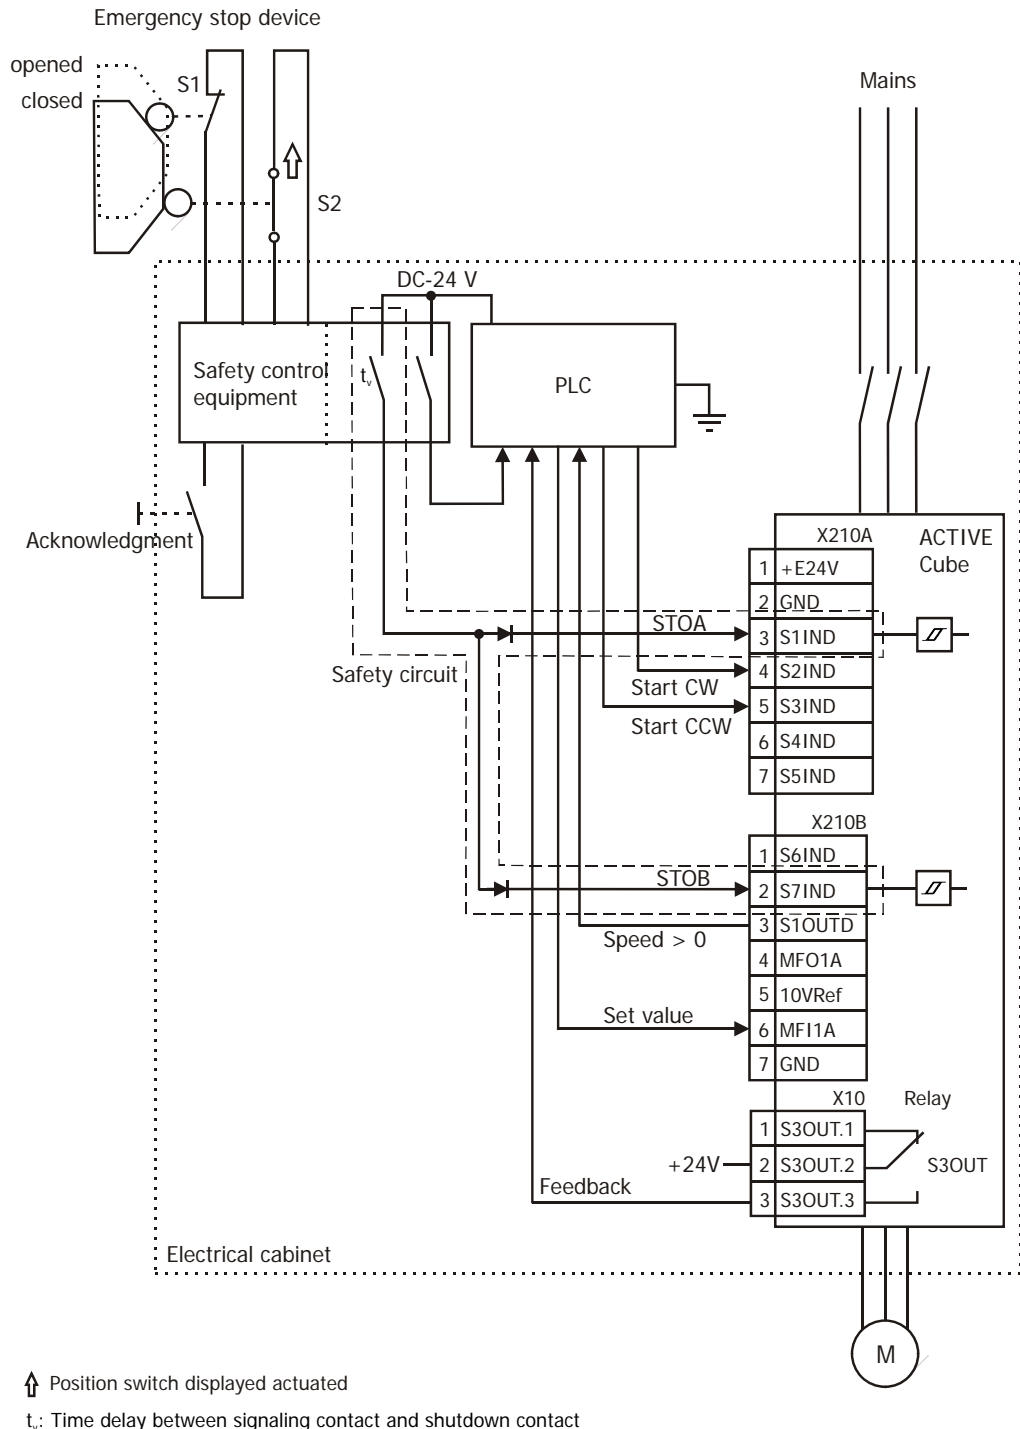 Emergency stop device
opened
closed
S1
S2
Mains
DC-24 V
Safety control
equipment
tv
PLC
Acknowledgment
X210A
ACTIVE
Cube
1 +E24V
2 GND
STOA
3 S1IND
Safety circuit
4 S2IND
Start CW
5 S3IND
Start CCW
6 S4IND
7 S5IND
X210B
1 S6IND
STOB
2 S7IND
3 S1OUTD
Speed > 0
4 MFO1A
5 10VRef
Set value
6 MFI1A
7 GND
X10
Relay
1 S3OUT.1
+24V
2 S3OUT.2
S3OUT
Feedback
3 S3OUT.3
Electrical cabinet
M
Position switch displayed actuated
tv: Time delay between signaling contact and shutdown contact